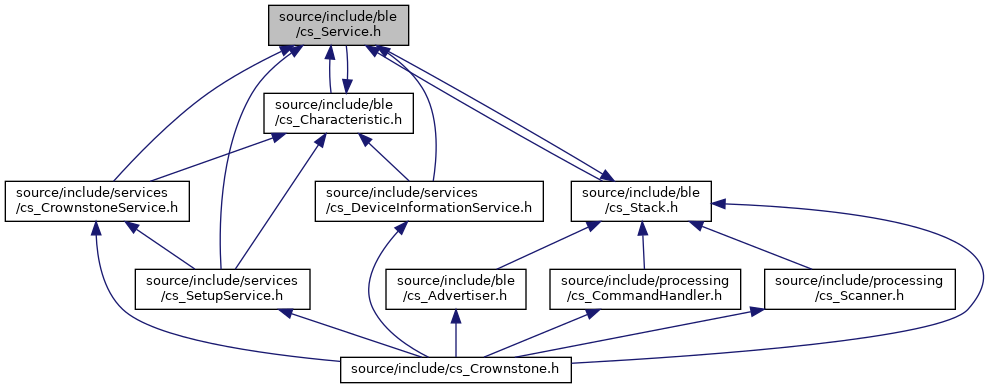 source/include/ble
/cs_Service.h
source/include/ble
/cs_Characteristic.h
source/include/services
/cs_CrownstoneService.h
source/include/services
/cs_DeviceInformationService.h
source/include/ble
/cs_Stack.h
source/include/services
/cs_SetupService.h
source/include/ble
/cs_Advertiser.h
source/include/processing
/cs_CommandHandler.h
source/include/processing
/cs_Scanner.h
source/include/cs_Crownstone.h